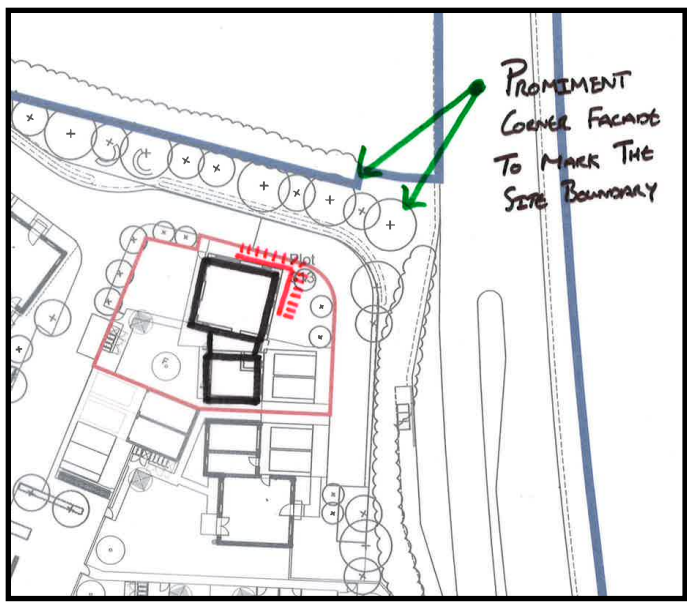 PROMIMENT
CORNER FACADE
TO MARK THE
SITE BOUNDARY
Plot